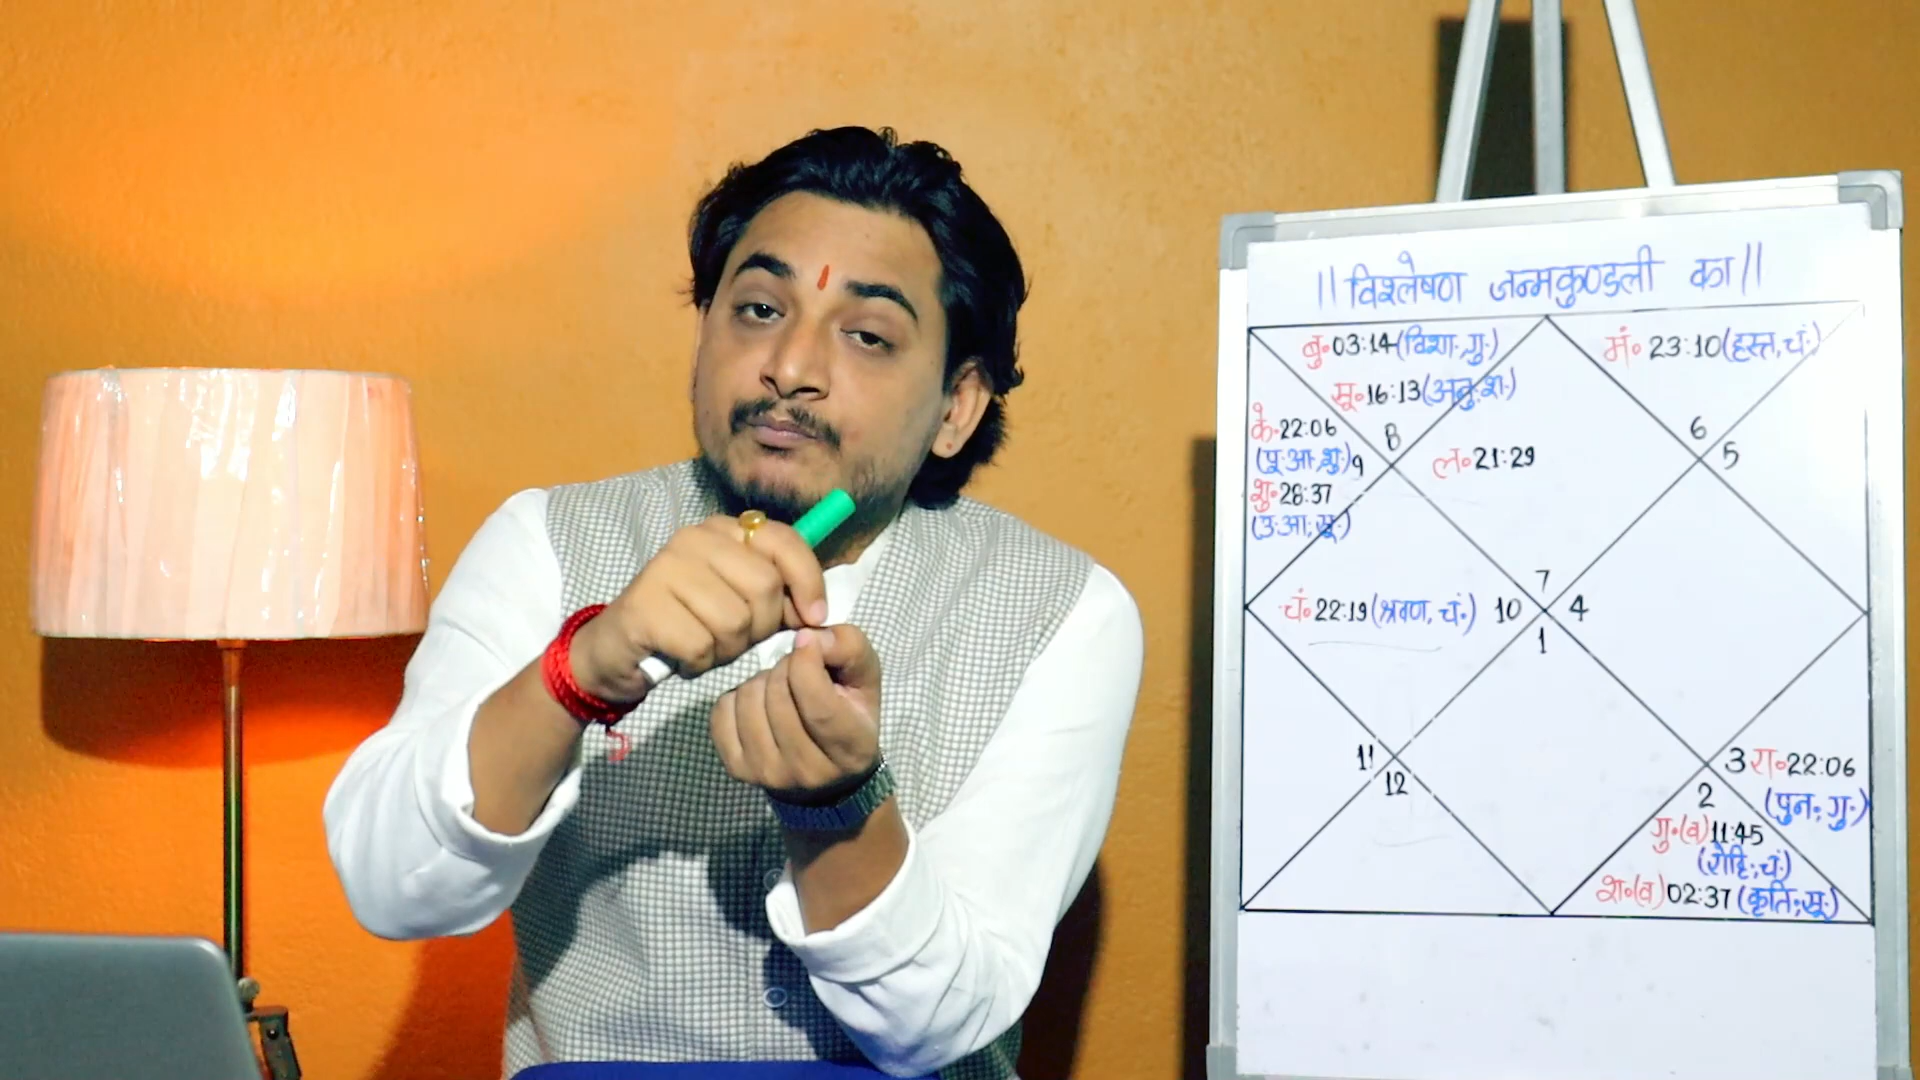 ॥ विश्लेषण जन्मकुण्डली का ॥
बु॰ 03:14 (विशा, गु॰)
मं॰ 23:10 (हस्त, चं॰)
सू॰ 16:13 (अनु॰, श॰)
के॰ 22:06
(पू॰आ, शु॰)
8
6
9
ल॰ 21:29
5
शु॰ 28:37
(उ॰आ, सू॰)
7
चं॰ 22:19 (श्रवण, चं॰) 10
4
1
11
12
3 रा॰ 22:06
(पुन॰, गु॰)
2
गु॰(व) 11:45
(रोहि॰, चं॰)
श॰(व) 02:37 (कृति॰, सू॰)